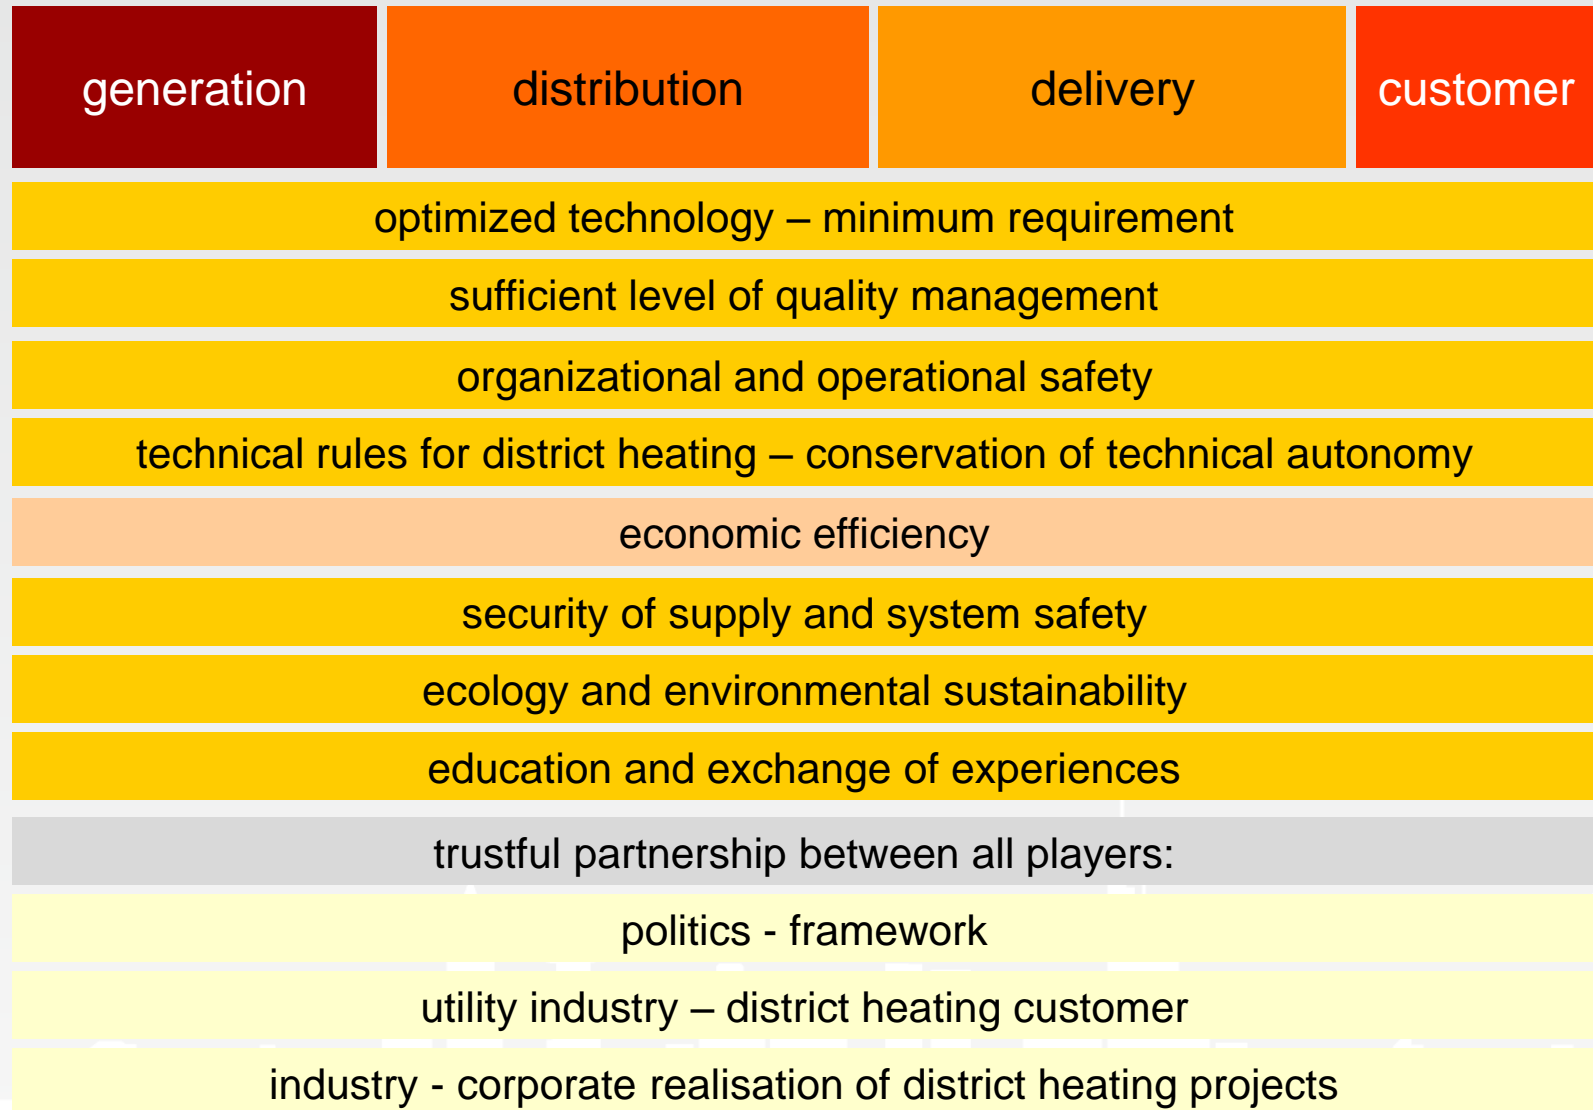 generation
distribution
delivery
customer
optimized technology – minimum requirement
sufficient level of quality management
organizational and operational safety
technical rules for district heating – conservation of technical autonomy
economic efficiency
security of supply and system safety
ecology and environmental sustainability
education and exchange of experiences
trustful partnership between all players:
politics - framework
utility industry – district heating customer
industry - corporate realisation of district heating projects